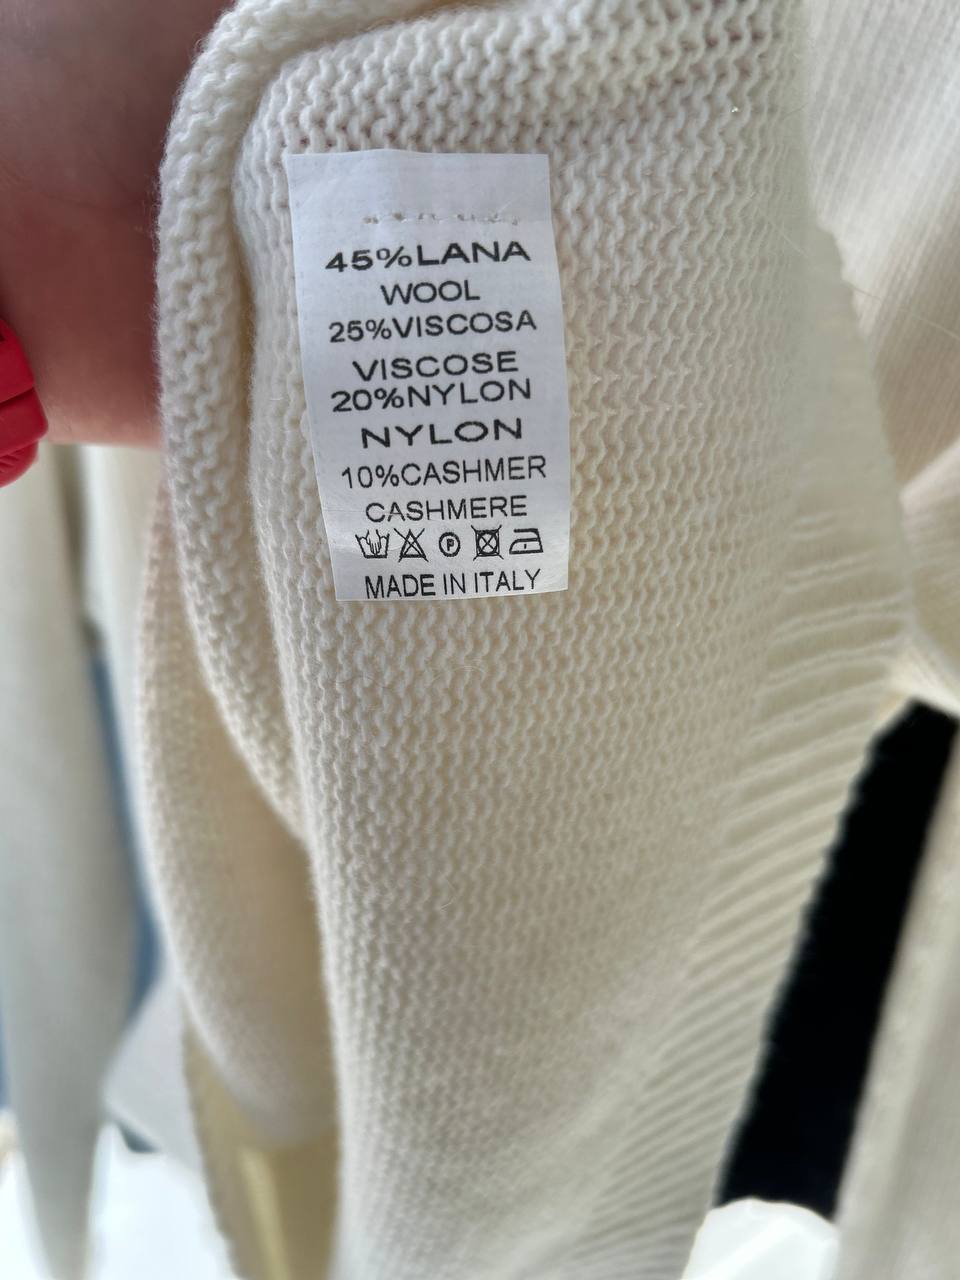 45%LANA
WOOL
25%VISCOSA
VISCOSE
20%NYLON
NYLON
10%CASHMER
CASHMERE
P
MADE IN ITALY